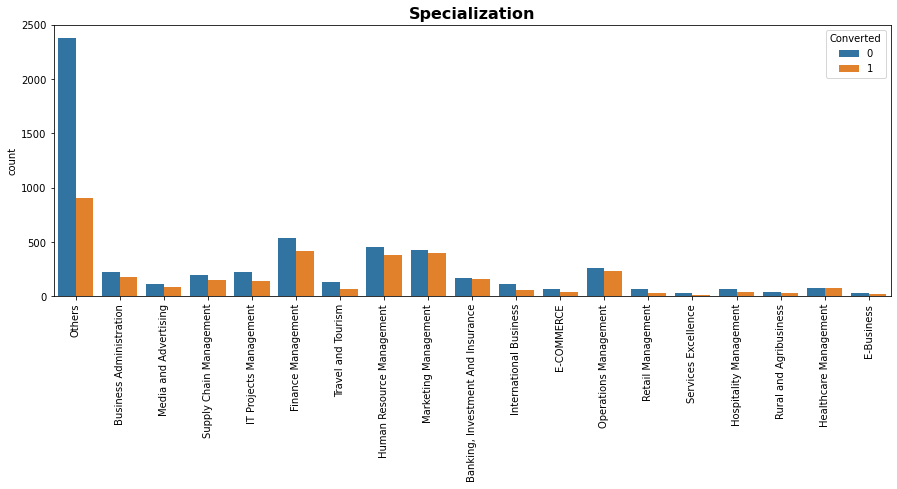 Specialization
2500
2000
1500
1000
500
0
count
Converted
0
1
Others
Business Administration
Media and Advertising
Supply Chain Management
IT Projects Management
Finance Management
Travel and Tourism
Human Resource Management
Marketing Management
Banking, Investment And Insurance
International Business
E-COMMERCE
Operations Management
Retail Management
Services Excellence
Hospitality Management
Rural and Agribusiness
Healthcare Management
E-Business